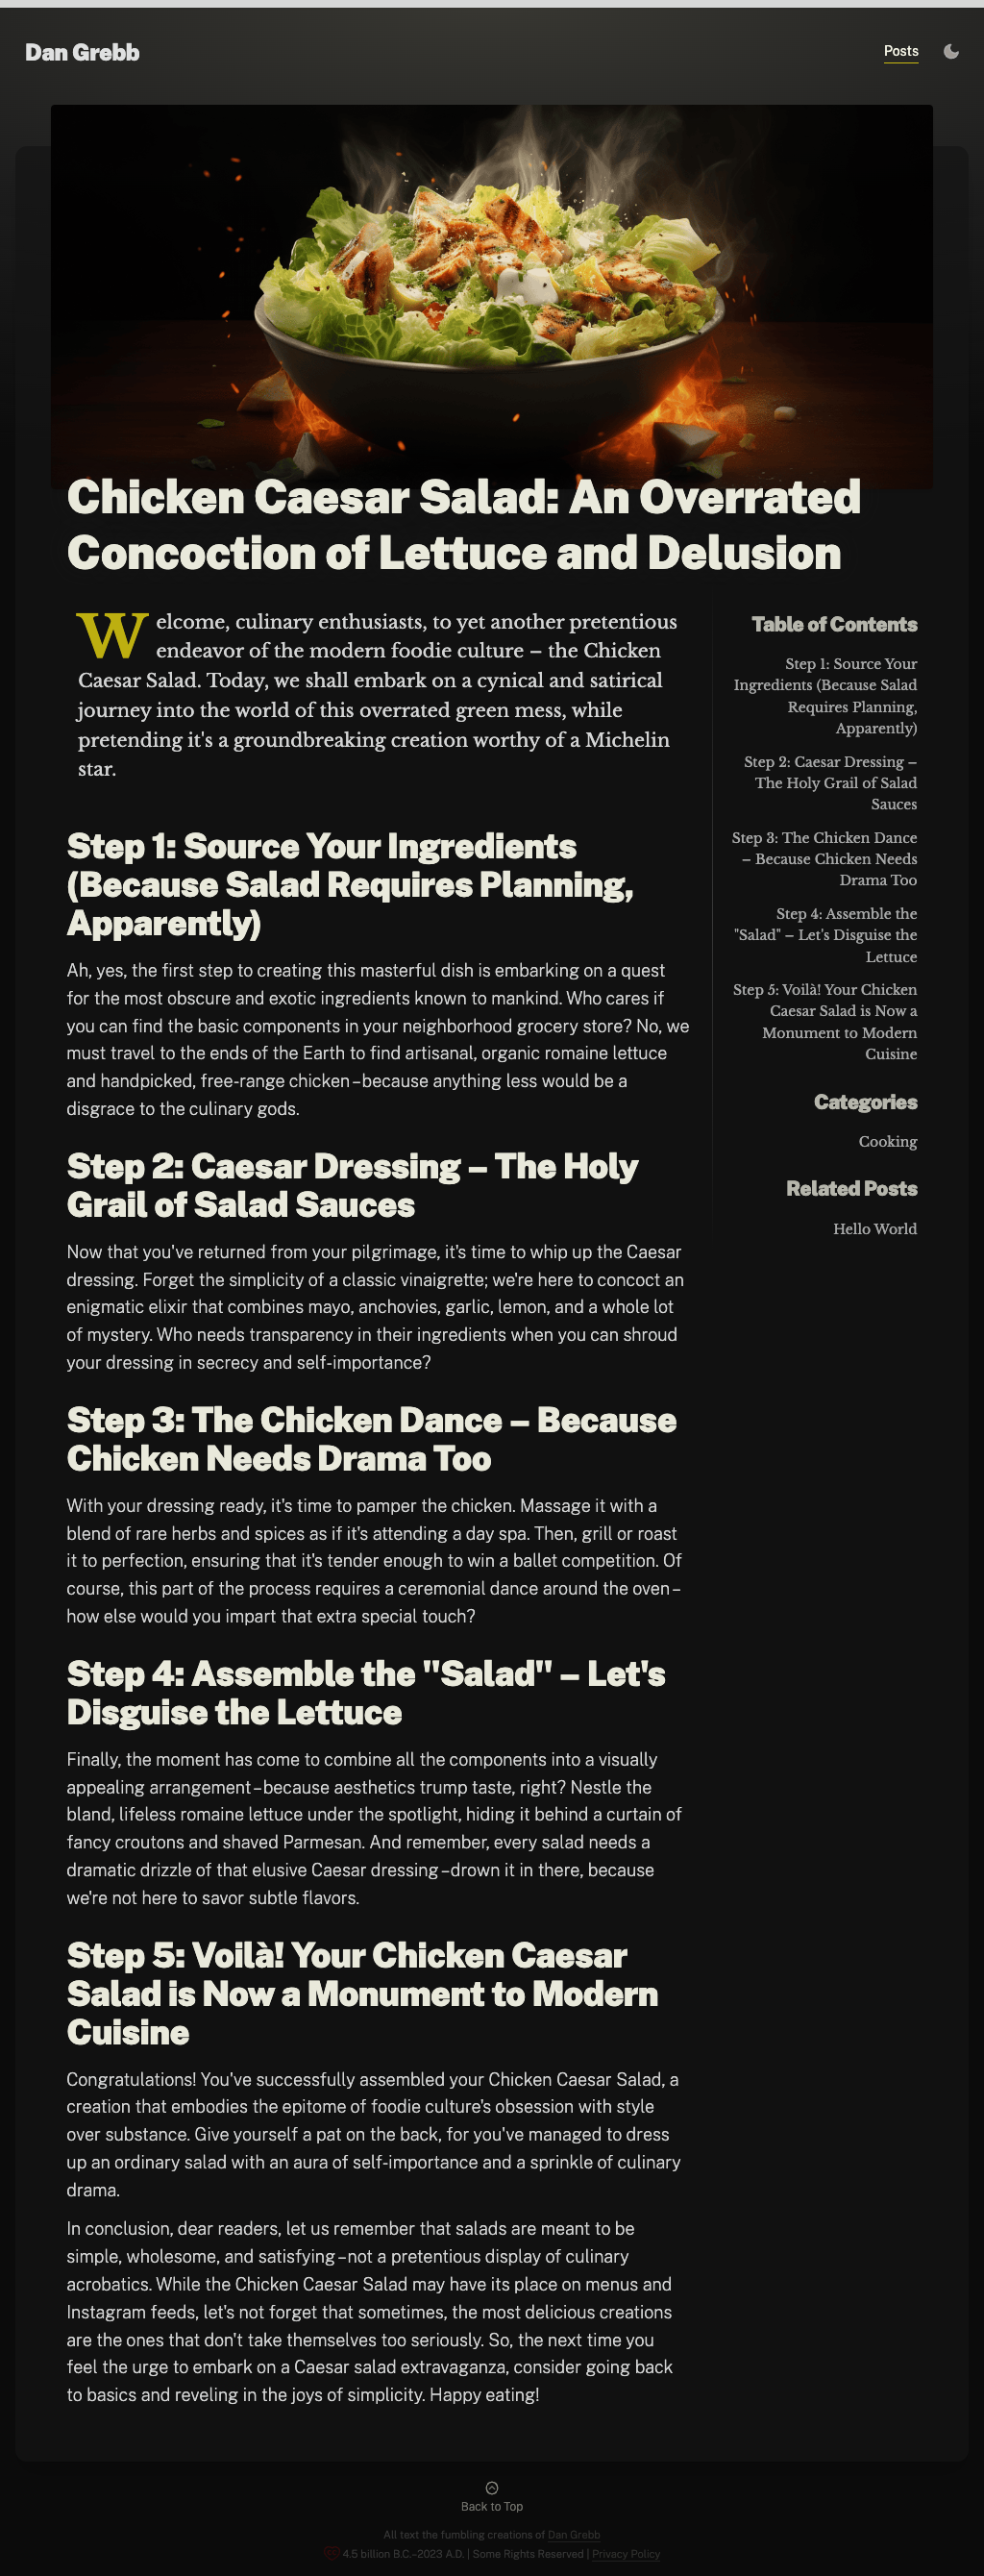 Dan Grebb
Posts
Chicken Caesar Salad: An Overrated
Concoction of Lettuce and Delusion
Welcome, culinary enthusiasts, to yet another pretentious
endeavor of the modern foodie culture – the Chicken
Caesar Salad. Today, we shall embark on a cynical and satirical
journey into the world of this overrated green mess, while
pretending it's a groundbreaking creation worthy of a Michelin
star.
Step 1: Source Your Ingredients
(Because Salad Requires Planning,
Apparently)
Ah, yes, the first step to creating this masterful dish is embarking on a quest
for the most obscure and exotic ingredients known to mankind. Who cares if
you can find the basic components in your neighborhood grocery store? No, we
must travel to the ends of the Earth to find artisanal, organic romaine lettuce
and handpicked, free-range chicken – because anything less would be a
disgrace to the culinary gods.
Step 2: Caesar Dressing – The Holy
Grail of Salad Sauces
Now that you've returned from your pilgrimage, it's time to whip up the Caesar
dressing. Forget the simplicity of a classic vinaigrette; we're here to concoct an
enigmatic elixir that combines mayo, anchovies, garlic, lemon, and a whole lot
of mystery. Who needs transparency in their ingredients when you can shroud
your dressing in secrecy and self-importance?
Step 3: The Chicken Dance – Because
Chicken Needs Drama Too
With your dressing ready, it's time to pamper the chicken. Massage it with a
blend of rare herbs and spices as if it's attending a day spa. Then, grill or roast
it to perfection, ensuring that it's tender enough to win a ballet competition. Of
course, this part of the process requires a ceremonial dance around the oven –
how else would you impart that extra special touch?
Step 4: Assemble the "Salad" – Let's
Disguise the Lettuce
Finally, the moment has come to combine all the components into a visually
appealing arrangement – because aesthetics trump taste, right? Nestle the
bland, lifeless romaine lettuce under the spotlight, hiding it behind a curtain of
fancy croutons and shaved Parmesan. And remember, every salad needs a
dramatic drizzle of that elusive Caesar dressing – drown it in there, because
we're not here to savor subtle flavors.
Step 5: Voilà! Your Chicken Caesar
Salad is Now a Monument to Modern
Cuisine
Congratulations! You've successfully assembled your Chicken Caesar Salad, a
creation that embodies the epitome of foodie culture's obsession with style
over substance. Give yourself a pat on the back, for you've managed to dress
up an ordinary salad with an aura of self-importance and a sprinkle of culinary
drama.
In conclusion, dear readers, let us remember that salads are meant to be
simple, wholesome, and satisfying – not a pretentious display of culinary
acrobatics. While the Chicken Caesar Salad may have its place on menus and
Instagram feeds, let's not forget that sometimes, the most delicious creations
are the ones that don't take themselves too seriously. So, the next time you
feel the urge to embark on a Caesar salad extravaganza, consider going back
to basics and reveling in the joys of simplicity. Happy eating!
Table of Contents
Step 1: Source Your
Ingredients (Because Salad
Requires Planning,
Apparently)
Step 2: Caesar Dressing –
The Holy Grail of Salad
Sauces
Step 3: The Chicken Dance
– Because Chicken Needs
Drama Too
Step 4: Assemble the
"Salad" – Let's Disguise the
Lettuce
Step 5: Voilà! Your Chicken
Caesar Salad is Now a
Monument to Modern
Cuisine
Categories
Cooking
Related Posts
Hello World
Back to Top
All text the fumbling creations of Dan Grebb
4.5 billion B.C.–2023 A.D. | Some Rights Reserved | Privacy Policy